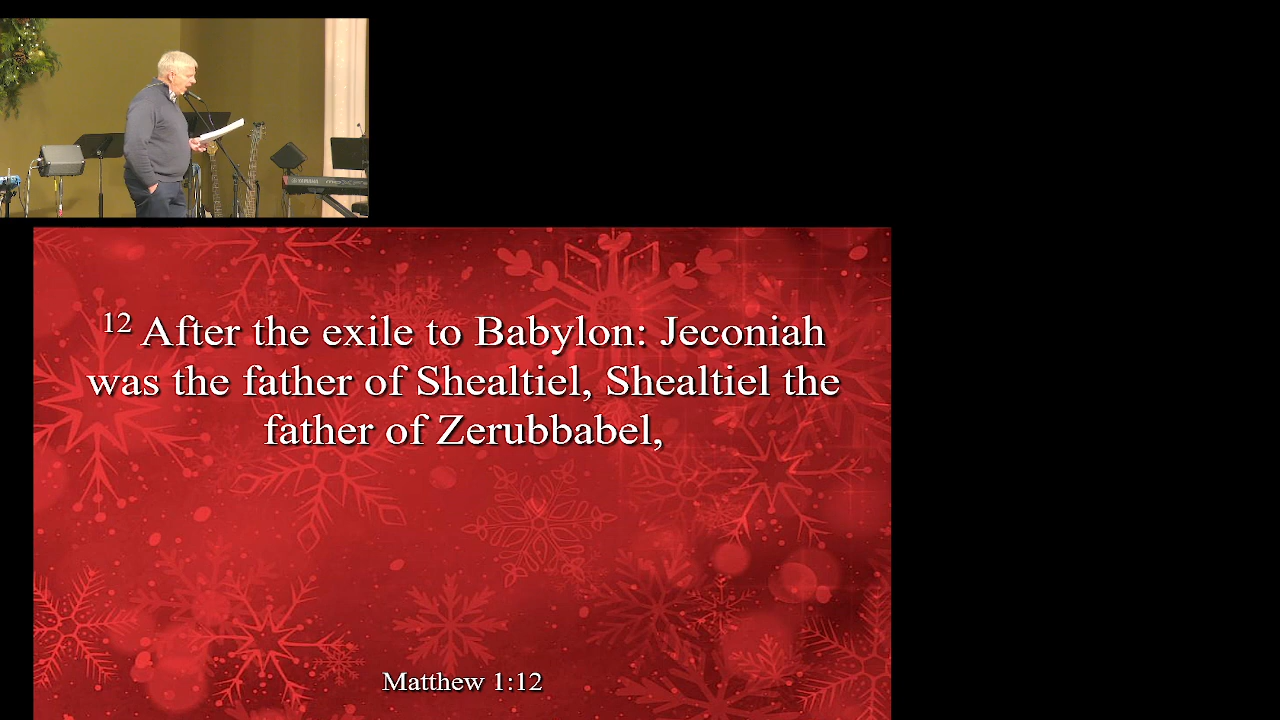 12 After the exile to Babylon: Jeconiah
was the father of Shealtiel, Shealtiel the
father of Zerubbabel,
Matthew 1:12